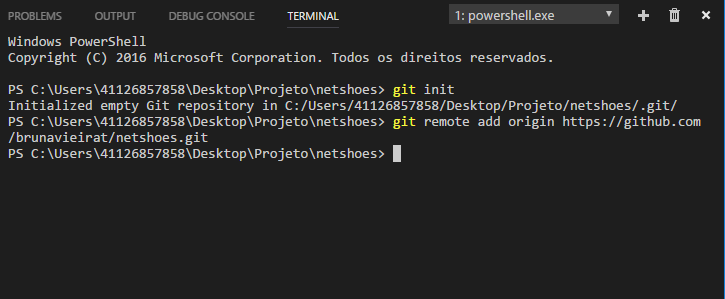 PROBLEMS OUTPUT DEBUG CONSOLE TERMINAL 1: powershell.exe
Windows PowerShell
Copyright (C) 2016 Microsoft Corporation. Todos os direitos reservados.
PS C:\Users\41126857858\Desktop\Projeto\netshoes> git init
Initialized empty Git repository in C:/Users/41126857858/Desktop/Projeto/netshoes/.git/
PS C:\Users\41126857858\Desktop\Projeto\netshoes> git remote add origin https://github.com
/brunavieirat/netshoes.git
PS C:\Users\41126857858\Desktop\Projeto\netshoes>